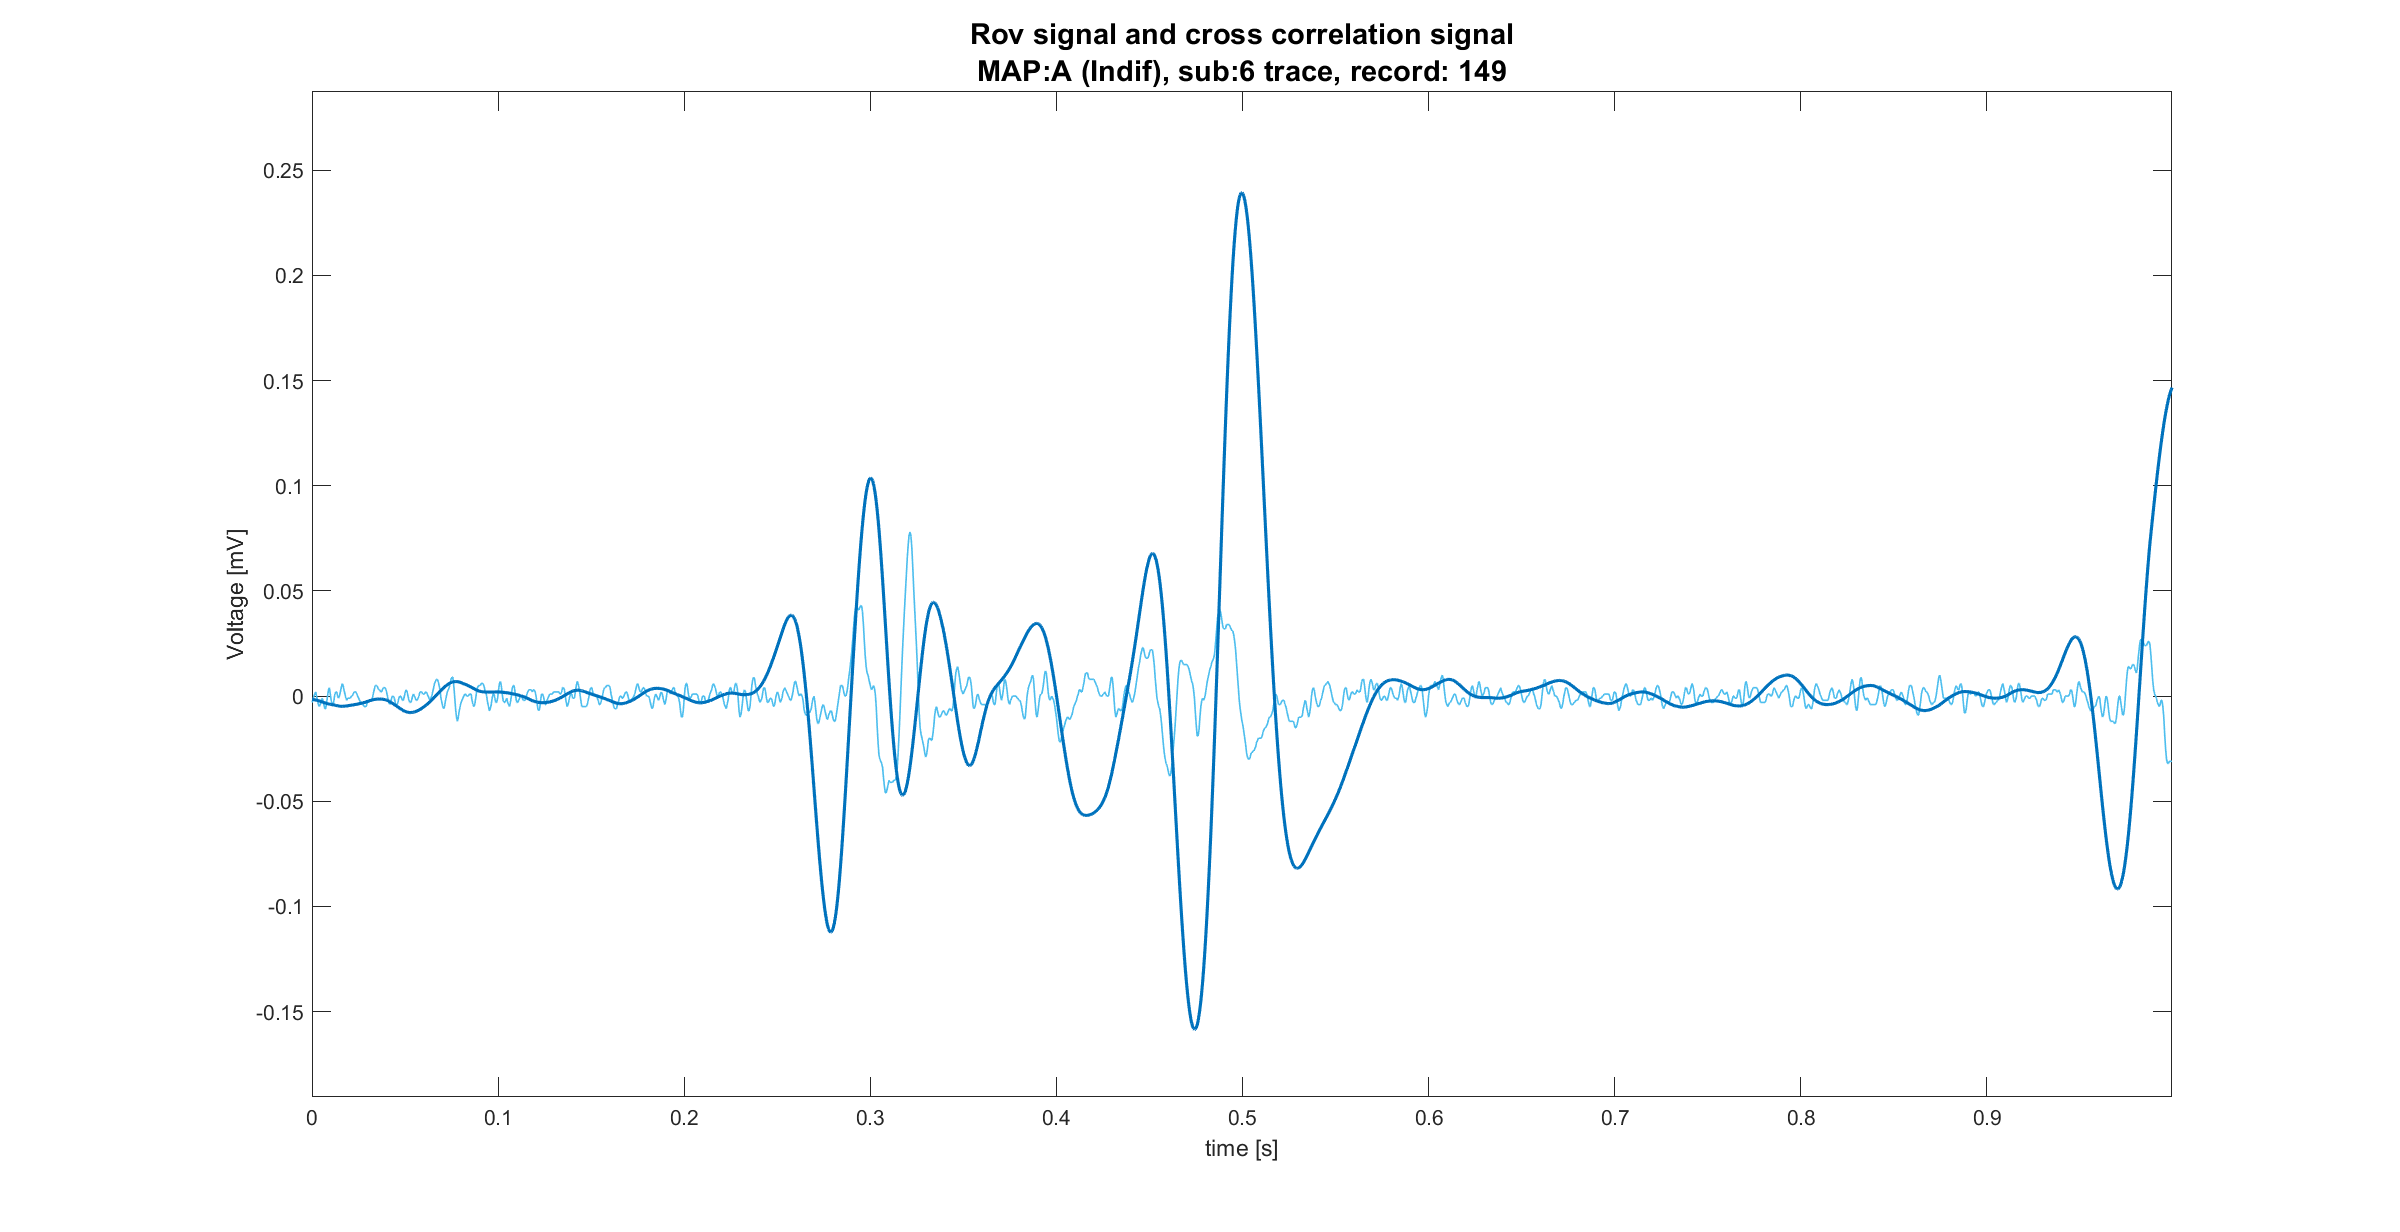 Rov signal and cross correlation signal
MAP:A (Indif), sub:6 trace, record: 149
Voltage [mV]
0.25
0.2
0.15
0.1
0.05
0
-0.05
-0.1
-0.15
0 0.1 0.2 0.3 0.4 0.5 0.6 0.7 0.8 0.9
time [s]